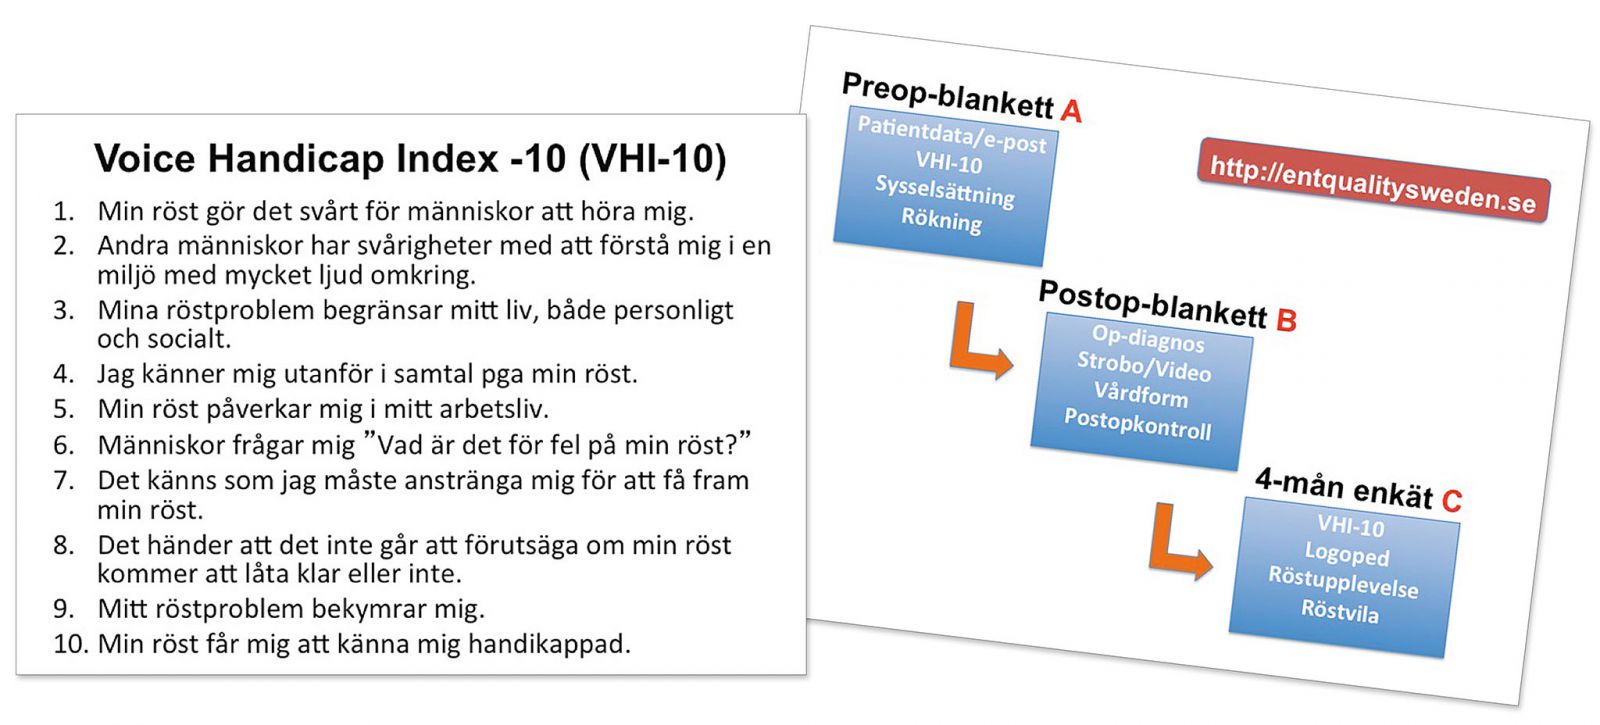 Voice Handicap Index -10 (VHI-10)
1. Min röst gör det svårt för människor att höra mig.
2. Andra människor har svårigheter med att förstå mig i en
miljö med mycket ljud omkring.
3. Mina röstproblem begränsar mitt liv, både personligt
och socialt.
4. Jag känner mig utanför i samtal pga min röst.
5. Min röst påverkar mig i mitt arbetsliv.
6. Människor frågar mig ”Vad är det för fel på min röst?”
7. Det känns som jag måste anstränga mig för att få fram
min röst.
8. Det händer att det inte går att förutsäga om min röst
kommer att låta klar eller inte.
9. Mitt röstproblem bekymrar mig.
10. Min röst får mig att känna mig handikappad.
Preop-blankett A
Patientdata/e-post
VHI-10
Sysselsättning
Rökning
http://entqualitysweden.se
Postop-blankett B
Op-diagnos
Strobo/Video
Vårdform
Postopkontroll
4-mån enkät C
VHI-10
Logoped
Röstupplevelse
Röstvila